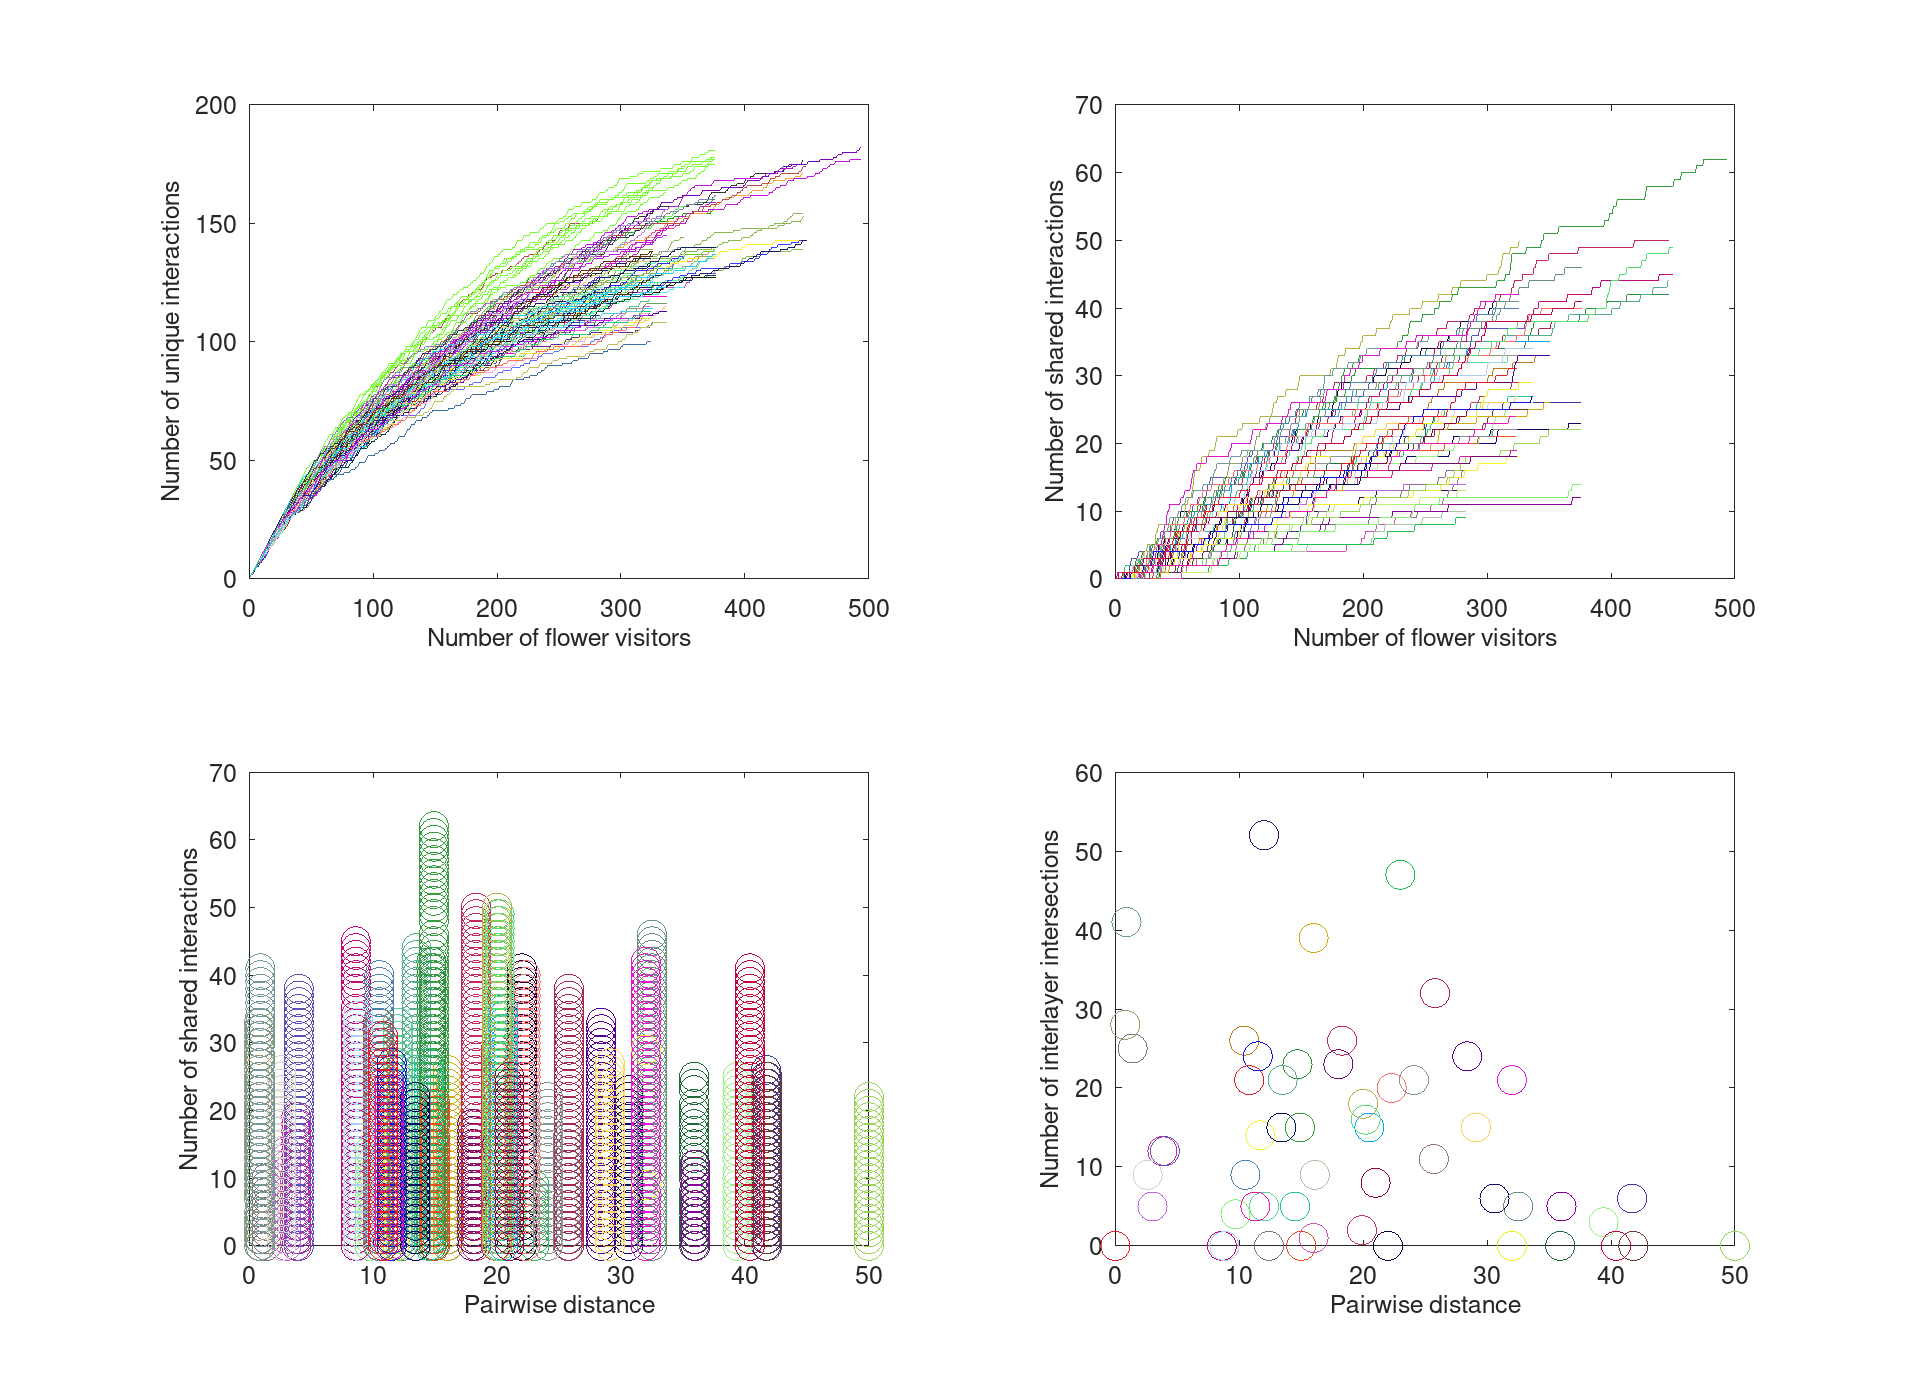 200
150
100
50
0
0 100 200 300 400 500
Number of flower visitors
Number of unique interactions
70
60
50
40
30
20
10
0
0 100 200 300 400 500
Number of flower visitors
Number of shared interactions
70
60
50
40
30
20
10
0
0 10 20 30 40 50
Pairwise distance
Number of shared interactions
60
50
40
30
20
10
0
0 10 20 30 40 50
Pairwise distance
Number of interlayer intersections